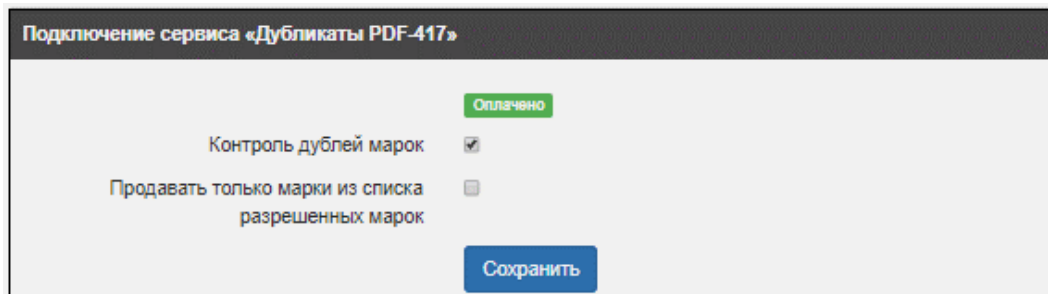 Подключение сервиса «Дубликаты PDF-417»
Оплачено
Контроль дублей марок
Продавать только марки из списка
разрешенных марок
Сохранить